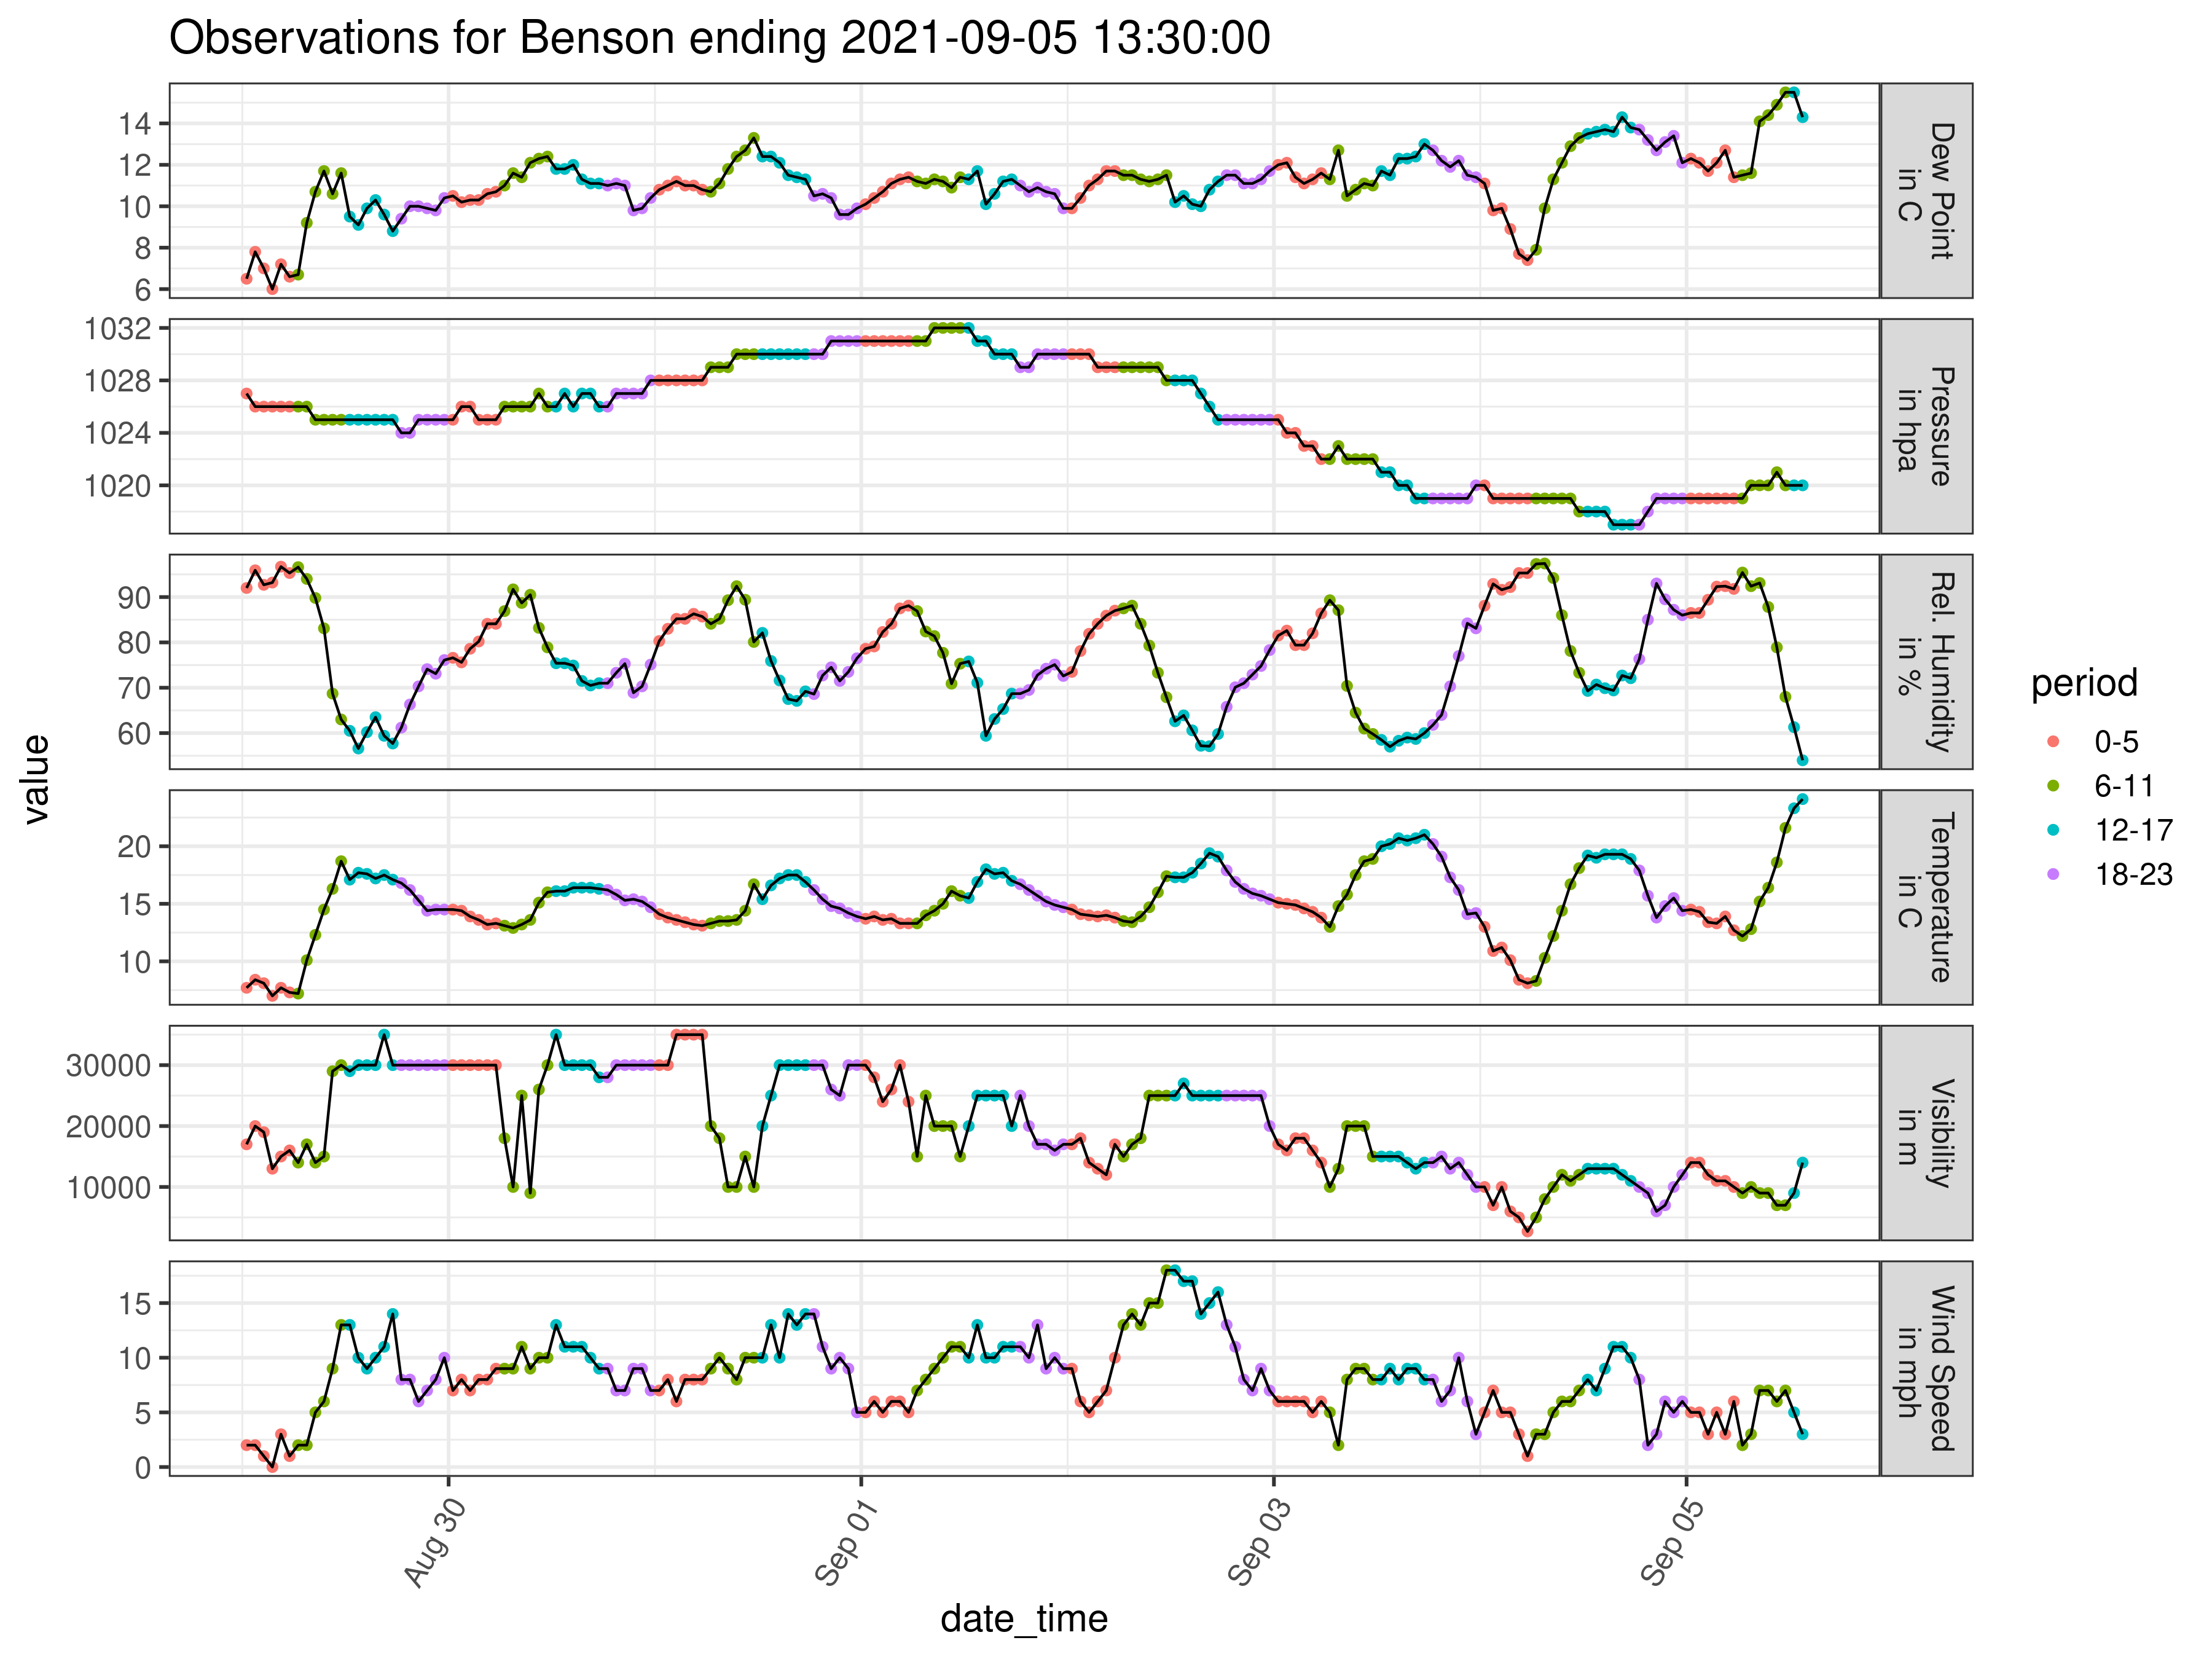 Observations for Benson ending 2021-09-05 13:30:00
value
14
12
10
8
6
Dew Point
in C
1032
1028
1024
1020
Pressure
in hpa
90
80
70
60
Rel. Humidity
in %
20
15
10
Temperature
in C
30000
20000
10000
Visibility
in m
15
10
5
0
Wind Speed
in mph
Aug 30
Sep 01
Sep 03
Sep 05
date_time
period
0-5
6-11
12-17
18-23